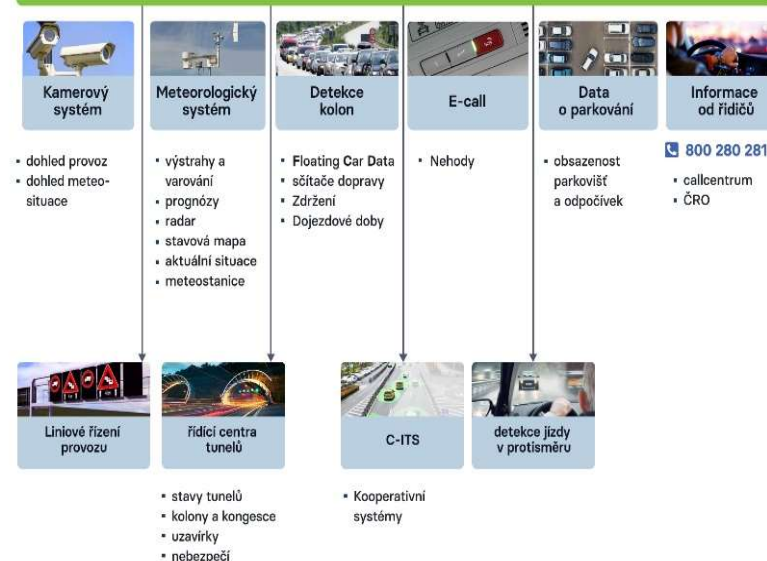 Kamerový
systém
Meteorologický
systém
Detekce
kolon
E-call
Data
o parkování
Informace
od řidičů
▪ dohled provoz
▪ dohled meteo-
situace
▪ výstrahy a
varování
▪ prognózy
▪ radar
▪ stavová mapa
▪ aktuální situace
▪ meteostanice
▪ Floating Car Data
▪ sčítače dopravy
▪ Zdržení
▪ Dojezdové doby
▪ Nehody
▪ obsazenost
parkovišť
a odpočívek
800 280 281
▪ callcentrum
▪ ČRO
Liniové řízení
provozu
řídící centra
tunelů
C-ITS
detekce jízdy
v protisměru
▪ stavy tunelů
▪ kolony a kongesce
▪ uzavírky
▪ nebezpečí
▪ Kooperativní
systémy